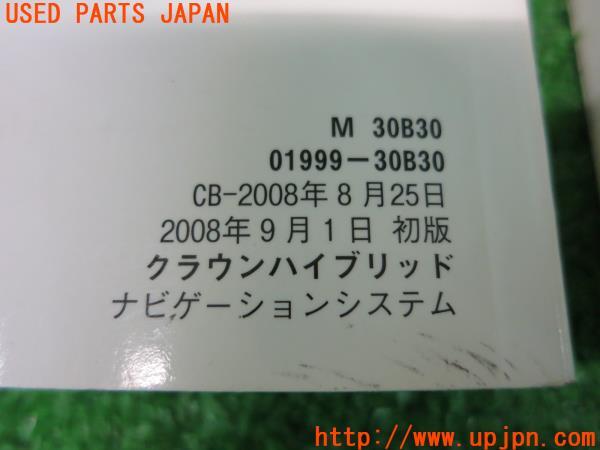 USED PARTS JAPAN
M 30B30
01999-30B30
CB-2008年8月25日
2008年9月1日 初版
クラウンハイブリッド
ナビゲーションシステム
http://www.upjpn.com